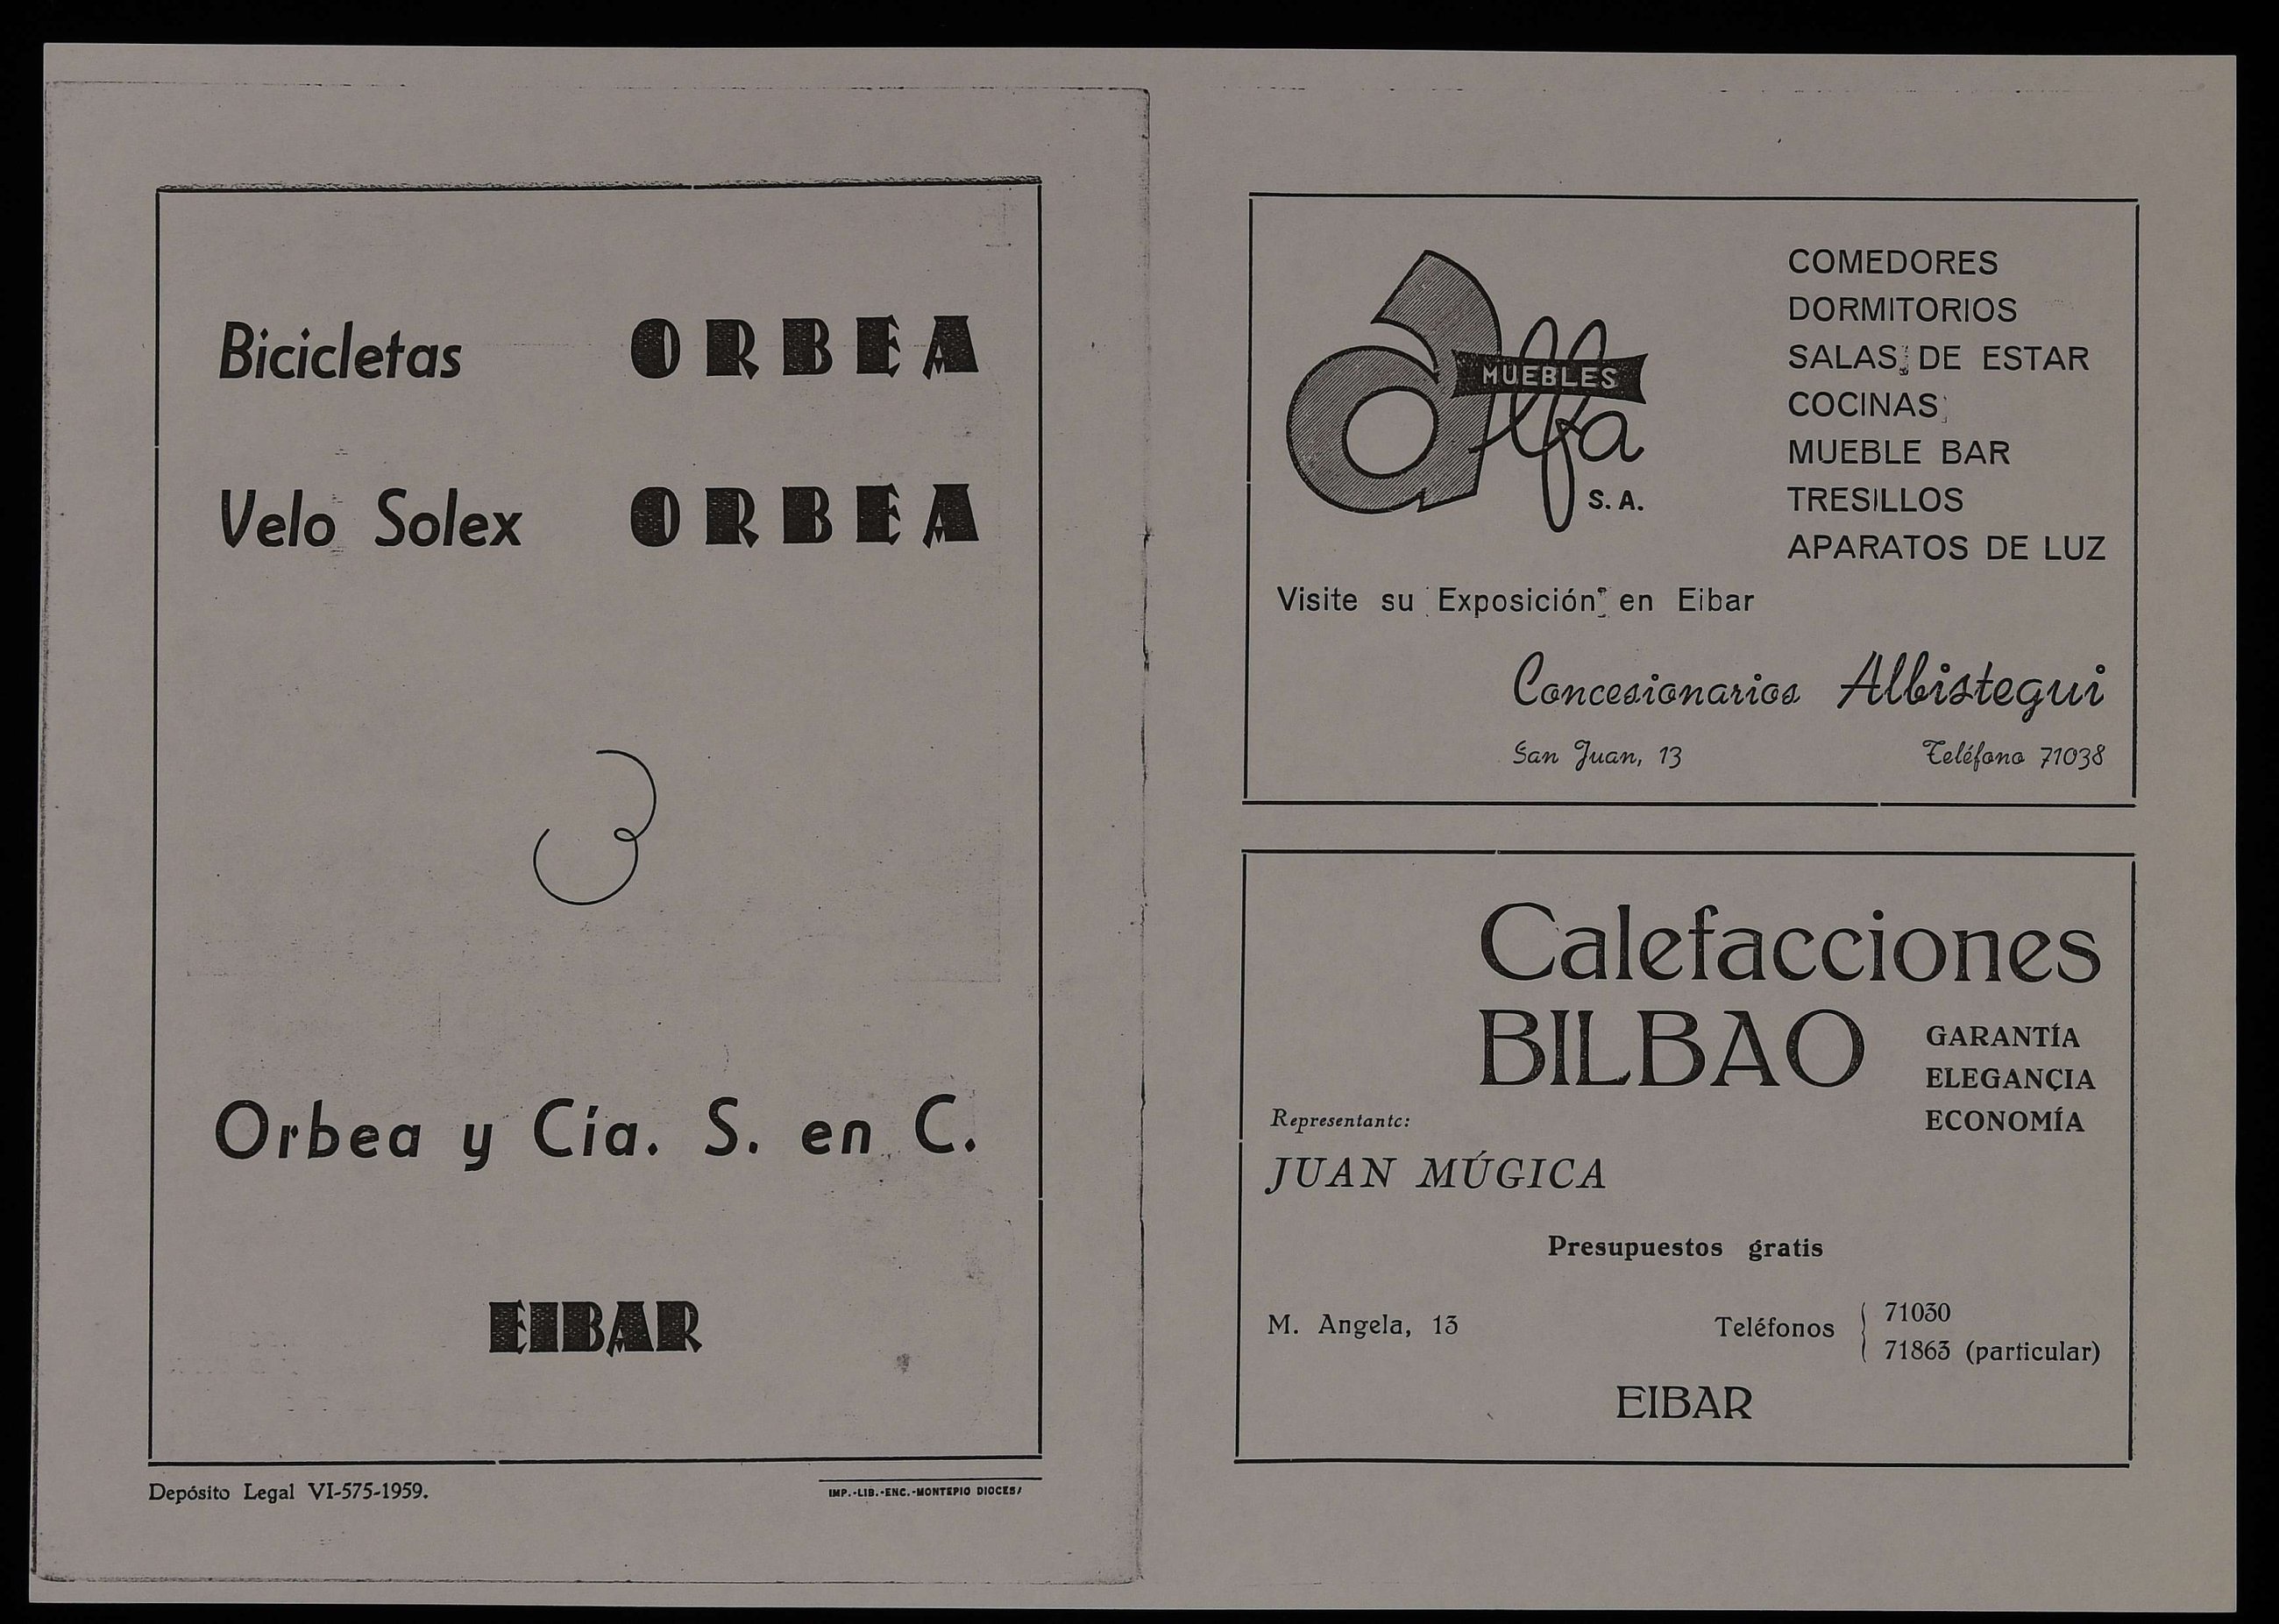 Bicicletas ORBEA
Velo Solex ORBEA
3
Orbea y Cía. S. en C.
EIBAR
Depósito Legal VI-575-1959.
IMP.-LIB.-ENC.-MONTEPIO DIOCES
Alfa
MUEBLES
S. A.
COMEDORES
DORMITORIOS
SALAS DE ESTAR
COCINAS
MUEBLE BAR
TRESILLOS
APARATOS DE LUZ
Visite su Exposición en Eibar
Concesionarios Albistegui
San Juan, 13 Teléfono 71038
Calefacciones
BILBAO
GARANTÍA
ELEGANCIA
ECONOMÍA
Representante:
JUAN MÚGICA
Presupuestos gratis
M. Angela, 13 Teléfonos { 71030
71863 (particular)
EIBAR